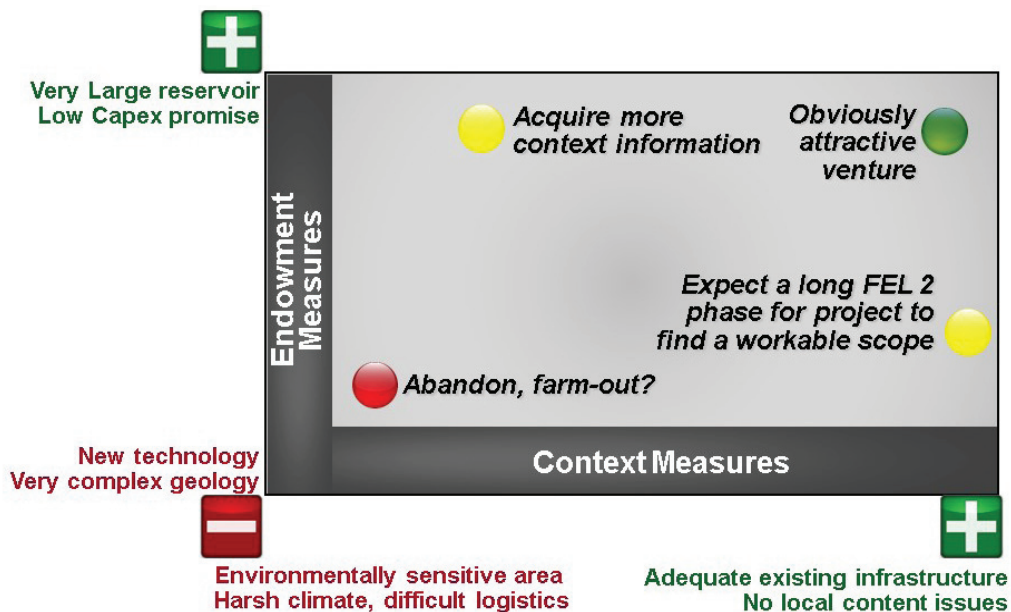 Very Large reservoir
Low Capex promise
Acquire more
context information
Obviously
attractive
venture
Endowment
Measures
Expect a long FEL 2
phase for project to
find a workable scope
Abandon, farm-out?
New technology
Very complex geology
Context Measures
Environmentally sensitive area
Harsh climate, difficult logistics
Adequate existing infrastructure
No local content issues